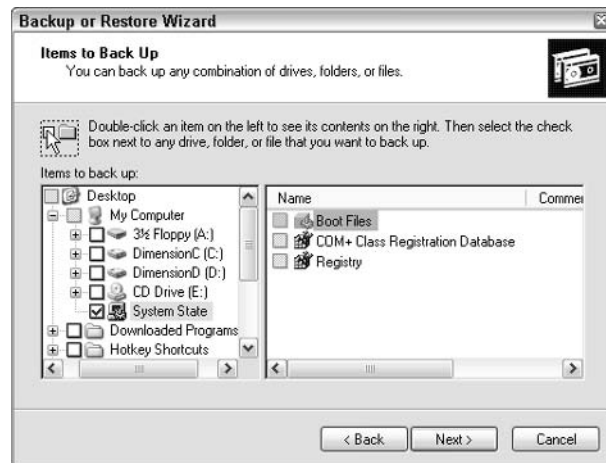 Backup or Restore Wizard
Items to Back Up
You can back up any combination of drives, folders, or files.
Double-click an item on the left to see its contents on the right. Then select the check
box next to any drive, folder, or file that you want to back up.
Items to back up:
Desktop
My Computer
3½ Floppy (A:)
DimensionC (C:)
DimensionD (D:)
CD Drive (E:)
System State
Downloaded Programs
Hotkey Shortcuts
Name Commer
Boot Files
COM+ Class Registration Database
Registry
< Back Next > Cancel